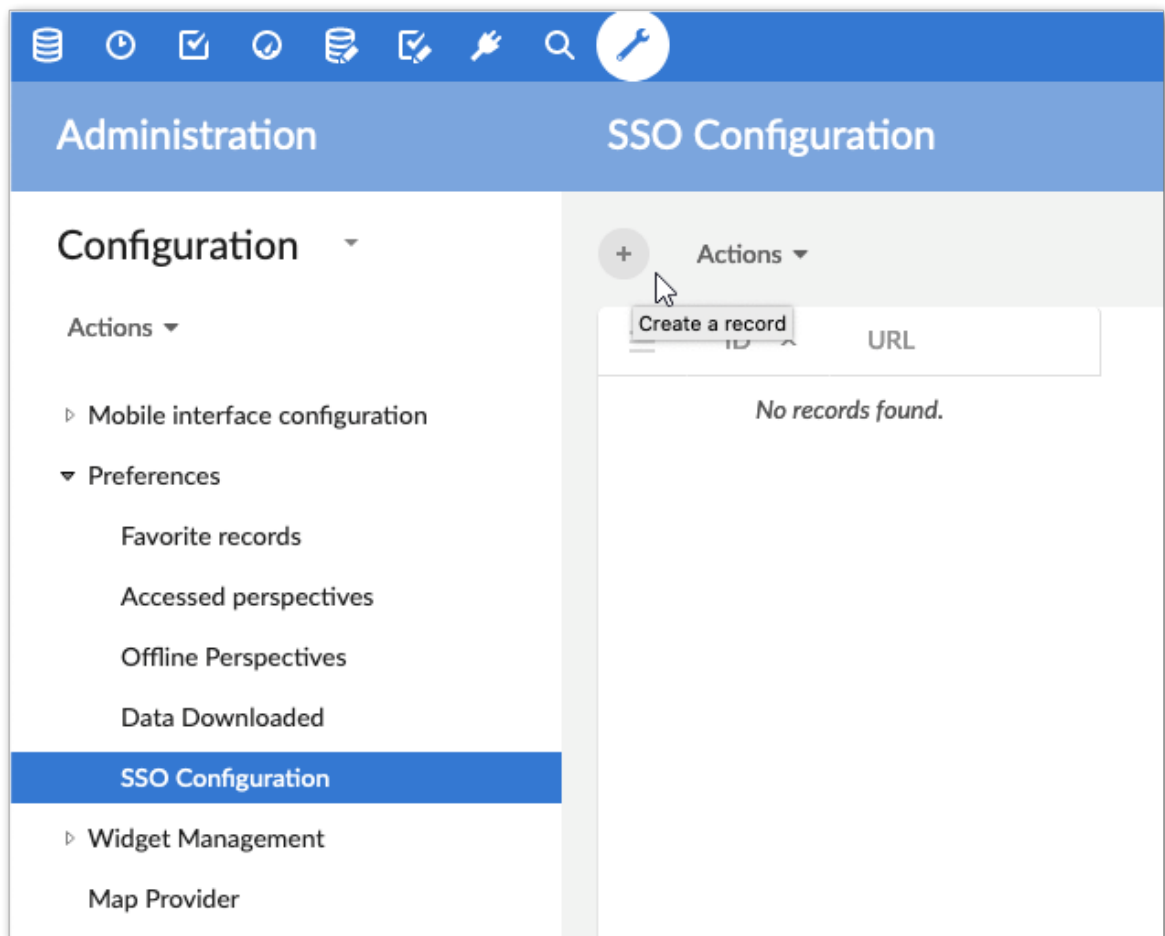 Administration
SSO Configuration
Configuration
Actions
Actions
Create a record
ID
URL
No records found.
Mobile interface configuration
Preferences
Favorite records
Accessed perspectives
Offline Perspectives
Data Downloaded
SSO Configuration
Widget Management
Map Provider